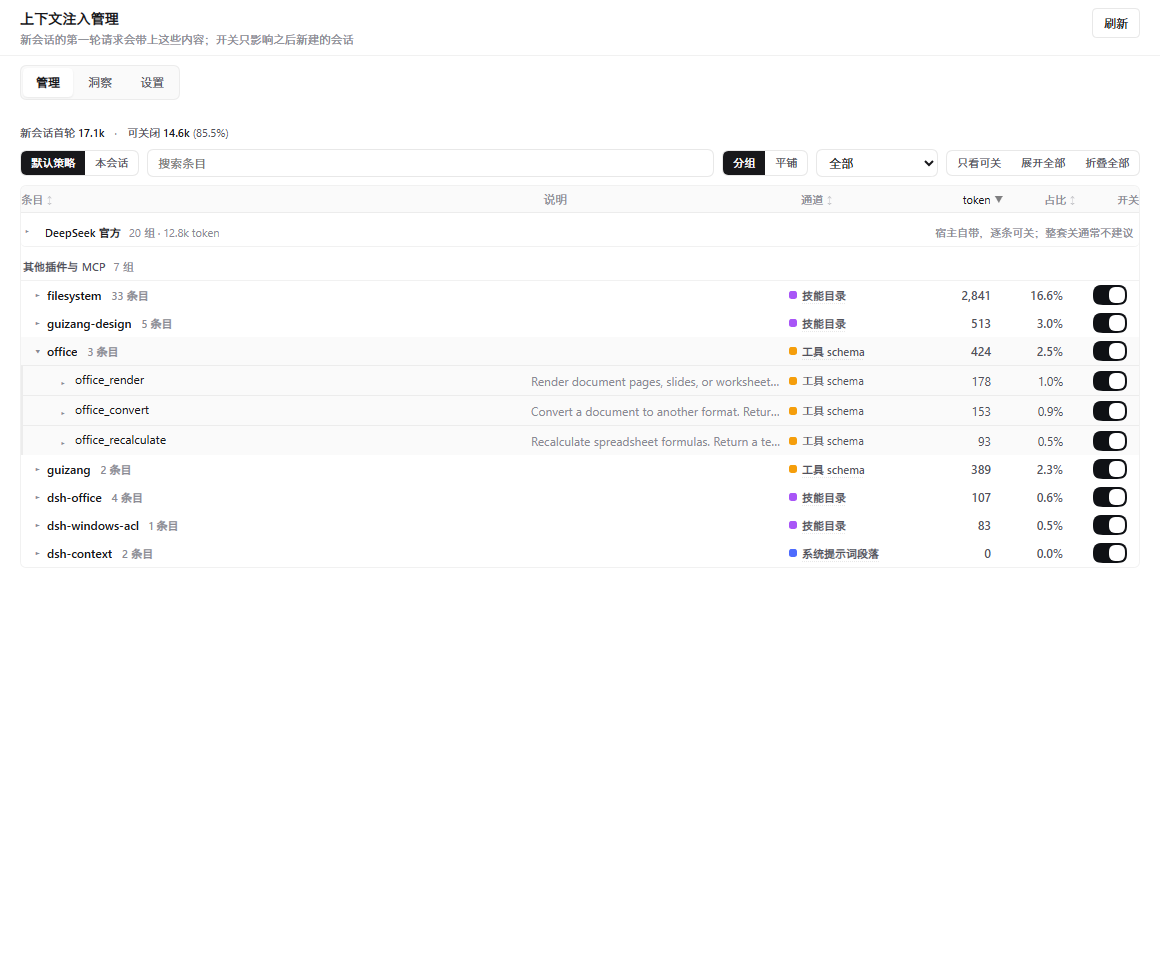 上下文注入管理
刷新
新会话的第一轮请求会带上这些内容；开关只影响之后新建的会话
管理 洞察 设置
新会话首轮 17.1k · 可关闭 14.6k (85.5%)
默认策略 本会话 搜索条目 分组 平铺 全部 只看可关 展开全部 折叠全部
条目 ↕ 说明 通道 ↕ token ▼ 占比 ↕ 开关
▸ DeepSeek 官方 20 组 · 12.8k token 宿主自带，逐条可关；整套关通常不建议
其他插件与 MCP 7 组
▸ filesystem 33 条目 技能目录 2,841 16.6%
▸ guizang-design 5 条目 技能目录 513 3.0%
▾ office 3 条目 工具 schema 424 2.5%
▸ office_render Render document pages, slides, or worksheet... 工具 schema 178 1.0%
▸ office_convert Convert a document to another format. Retur... 工具 schema 153 0.9%
▸ office_recalculate Recalculate spreadsheet formulas. Return a te... 工具 schema 93 0.5%
▸ guizang 2 条目 工具 schema 389 2.3%
▸ dsh-office 4 条目 技能目录 107 0.6%
▸ dsh-windows-acl 1 条目 技能目录 83 0.5%
▸ dsh-context 2 条目 系统提示词段落 0 0.0%